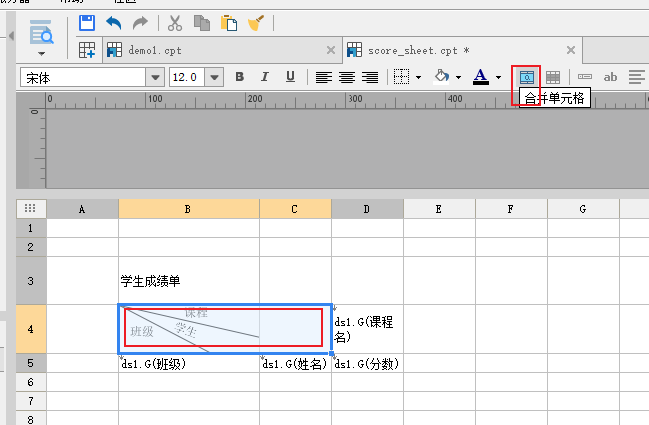 demo1.cpt
score_sheet.cpt *
宋体 12.0 B I U A ab
合并单元格
0 100 200 300 400
0
A B C D E F G
1
2
3 学生成绩单
4 课程 学生 班级 ds1.G(课程
名)
5 ds1.G(班级) ds1.G(姓名) ds1.G(分数)
6
7
8